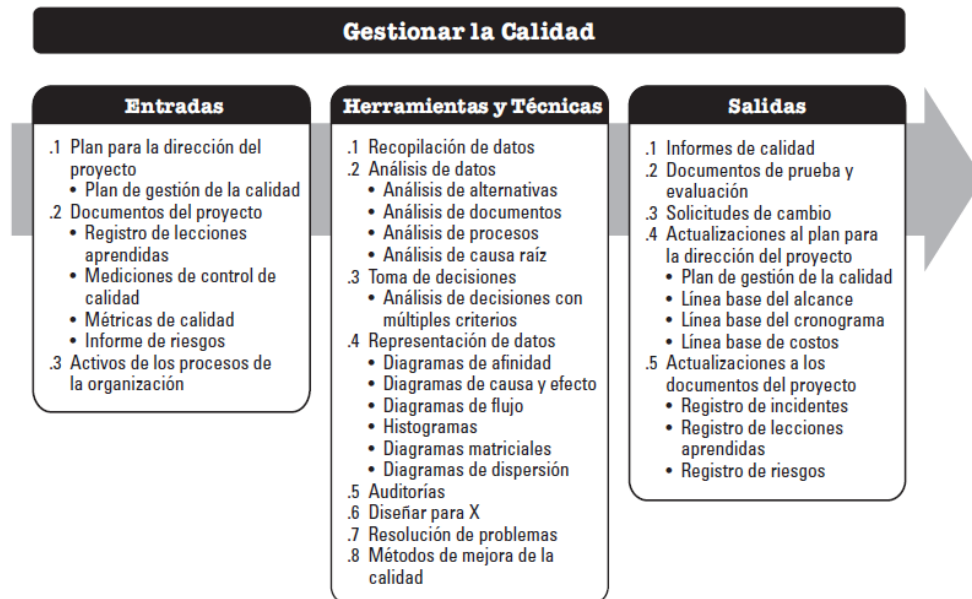 Gestionar la Calidad
Entradas
.1 Plan para la dirección del
proyecto
• Plan de gestión de la calidad
.2 Documentos del proyecto
• Registro de lecciones
aprendidas
• Mediciones de control de
calidad
• Métricas de calidad
• Informe de riesgos
.3 Activos de los procesos de
la organización
Herramientas y Técnicas
.1 Recopilación de datos
.2 Análisis de datos
• Análisis de alternativas
• Análisis de documentos
• Análisis de procesos
• Análisis de causa raíz
.3 Toma de decisiones
• Análisis de decisiones con
múltiples criterios
.4 Representación de datos
• Diagramas de afinidad
• Diagramas de causa y efecto
• Diagramas de flujo
• Histogramas
• Diagramas matriciales
• Diagramas de dispersión
.5 Auditorías
.6 Diseñar para X
.7 Resolución de problemas
.8 Métodos de mejora de la
calidad
Salidas
.1 Informes de calidad
.2 Documentos de prueba y
evaluación
.3 Solicitudes de cambio
.4 Actualizaciones al plan para
la dirección del proyecto
• Plan de gestión de la calidad
• Línea base del alcance
• Línea base del cronograma
• Línea base de costos
.5 Actualizaciones a los
documentos del proyecto
• Registro de incidentes
• Registro de lecciones
aprendidas
• Registro de riesgos